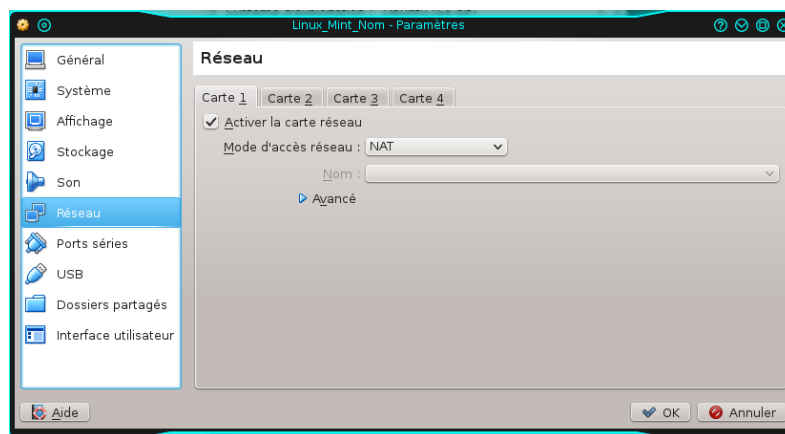 Linux_Mint_Nom - Paramètres
Général
Système
Affichage
Stockage
Son
Réseau
Ports séries
USB
Dossiers partagés
Interface utilisateur
Réseau
Carte 1 Carte 2 Carte 3 Carte 4
Activer la carte réseau
Mode d'accès réseau : NAT
Nom :
Avancé
Aide
OK
Annuler